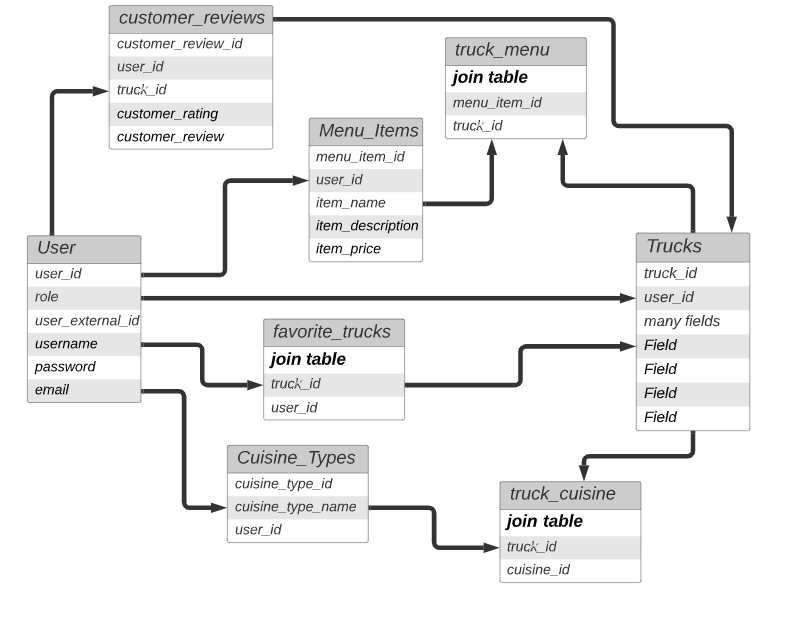 customer_reviews
customer_review_id
user_id
truck_id
customer_rating
customer_review
truck_menu
join table
menu_item_id
truck_id
Menu_Items
menu_item_id
user_id
item_name
item_description
item_price
User
user_id
role
user_external_id
username
password
email
Trucks
truck_id
user_id
many fields
Field
Field
Field
Field
favorite_trucks
join table
truck_id
user_id
Cuisine_Types
cuisine_type_id
cuisine_type_name
user_id
truck_cuisine
join table
truck_id
cuisine_id